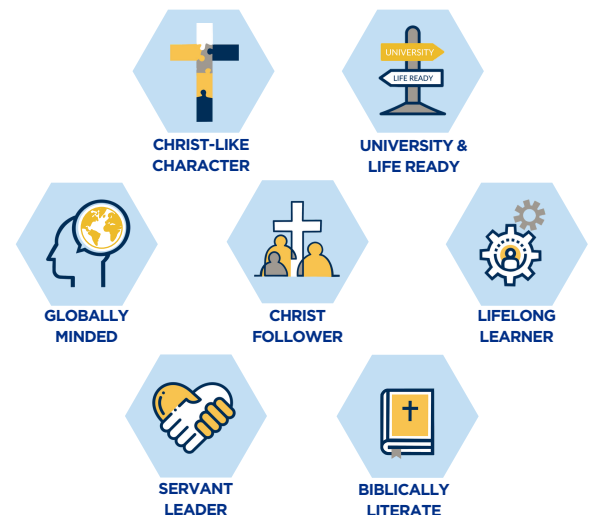 UNIVERSITY
LIFE READY
CHRIST-LIKE
CHARACTER
UNIVERSITY &
LIFE READY
GLOBALLY
MINDED
CHRIST
FOLLOWER
LIFELONG
LEARNER
SERVANT
LEADER
BIBLICALLY
LITERATE